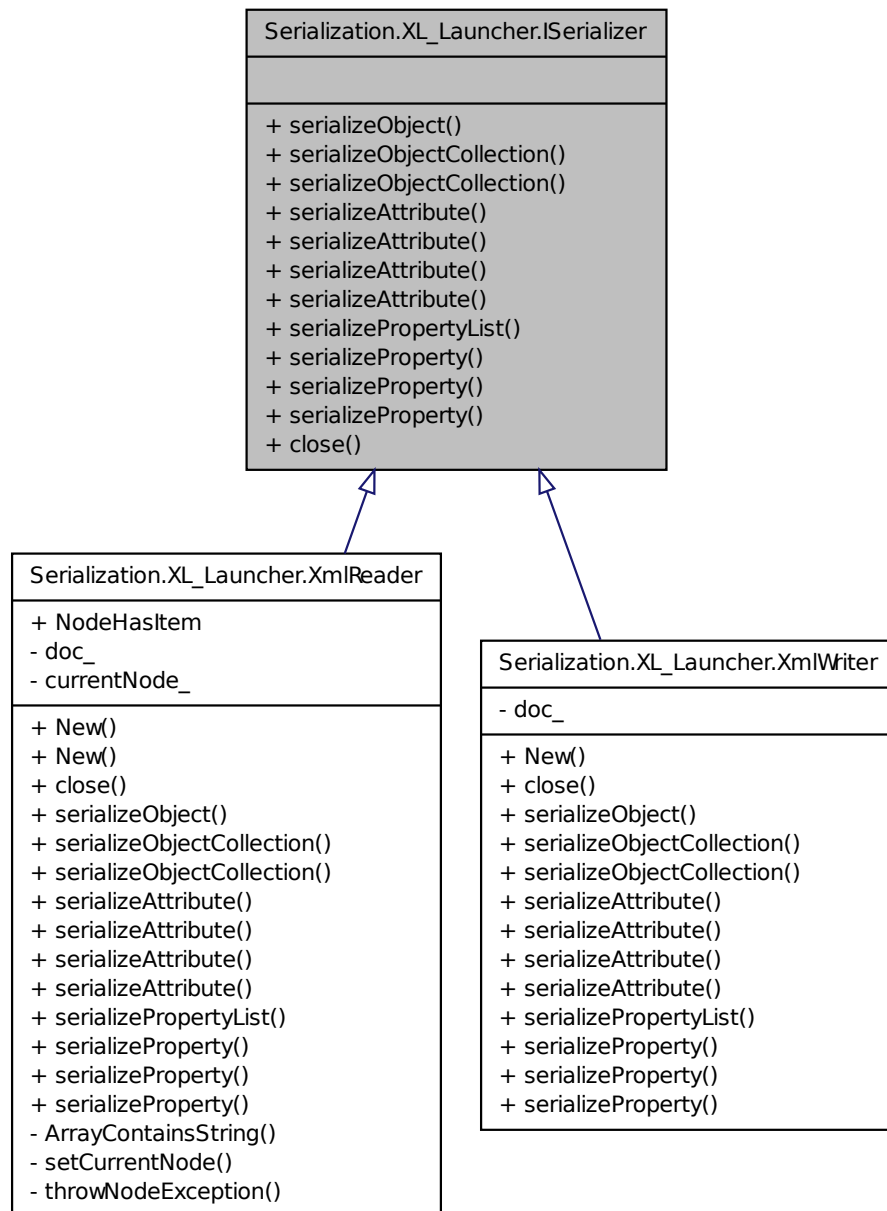 Serialization.XL_Launcher.ISerializer
+ serializeObject()
+ serializeObjectCollection()
+ serializeObjectCollection()
+ serializeAttribute()
+ serializeAttribute()
+ serializeAttribute()
+ serializeAttribute()
+ serializePropertyList()
+ serializeProperty()
+ serializeProperty()
+ serializeProperty()
+ close()
Serialization.XL_Launcher.XmlReader
+ NodeHasItem
- doc_
- currentNode_
+ New()
+ New()
+ close()
+ serializeObject()
+ serializeObjectCollection()
+ serializeObjectCollection()
+ serializeAttribute()
+ serializeAttribute()
+ serializeAttribute()
+ serializeAttribute()
+ serializePropertyList()
+ serializeProperty()
+ serializeProperty()
+ serializeProperty()
- ArrayContainsString()
- setCurrentNode()
- throwNodeException()
Serialization.XL_Launcher.XmlWriter
- doc_
+ New()
+ close()
+ serializeObject()
+ serializeObjectCollection()
+ serializeObjectCollection()
+ serializeAttribute()
+ serializeAttribute()
+ serializeAttribute()
+ serializeAttribute()
+ serializePropertyList()
+ serializeProperty()
+ serializeProperty()
+ serializeProperty()